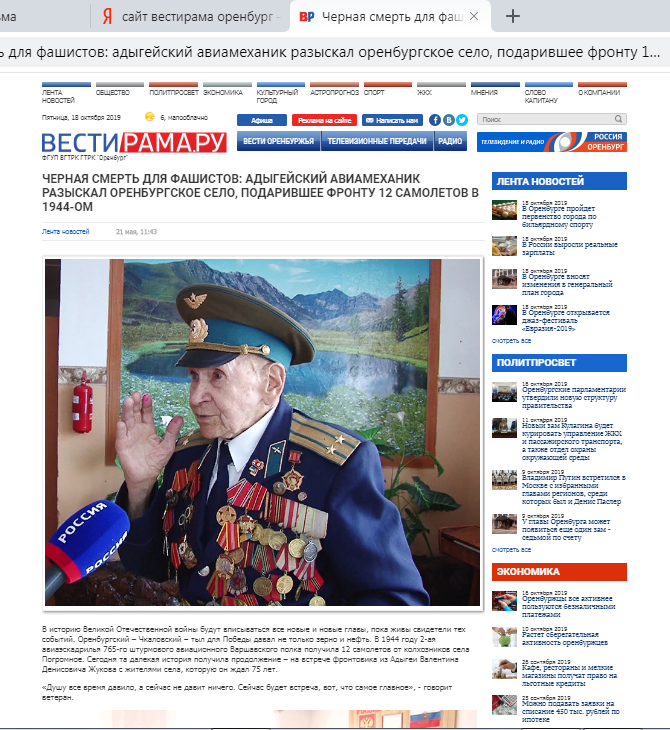 ьма
Я сайт вестирама оренбург
ВР Черная смерть для фаш
ь для фашистов: адыгейский авиамеханик разыскал оренбургское село, подарившее фронту 1...
ЛЕНТА НОВОСТЕЙ
ОБЩЕСТВО
ПОЛИТПРОСВЕТ
ЭКОНОМИКА
КУЛЬТУРНЫЙ ГОРОД
АСТРОПРОГНОЗ
СПОРТ
ЖКХ
МНЕНИЯ
СЛОВО КАПИТАНУ
О КОМПАНИИ
Пятница, 18 октября 2019
6, малооблачно
Афиша
Реклама на сайте
Написать нам
Поиск
ВЕСТИРАМА.РУ
ФГУП ВГТРК ГТРК "Оренбург"
ВЕСТИ ОРЕНБУРЖЬЯ
ТЕЛЕВИЗИОННЫЕ ПЕРЕДАЧИ
РАДИО
ТЕЛЕВИДЕНИЕ И РАДИО
РОССИЯ
ОРЕНБУРГ
ЧЕРНАЯ СМЕРТЬ ДЛЯ ФАШИСТОВ: АДЫГЕЙСКИЙ АВИАМЕХАНИК
РАЗЫСКАЛ ОРЕНБУРГСКОЕ СЕЛО, ПОДАРИВШЕЕ ФРОНТУ 12 САМОЛЕТОВ В
1944-ОМ
Лента новостей
21 мая, 11:43
РОССИЯ
РОССИЯ
В историю Великой Отечественной войны будут вписываться все новые и новые главы, пока живы свидетели тех
событий. Оренбургский – Чкаловский – тыл для Победы давал не только зерно и нефть. В 1944 году 2-ая
авиаэскадрилья 765-го штурмового авиационного Варшавского полка получила 12 самолетов от колхозников села
Погромное. Сегодня та далекая история получила продолжение – на встрече фронтовика из Адыгеи Валентина
Денисовича Жукова с жителями села, которую он ждал 75 лет.
«Душу все время давило, а сейчас не давит ничего. Сейчас будет встреча, вот, что самое главное», - говорит
ветеран.
ЛЕНТА НОВОСТЕЙ
18 октября 2019
В Оренбурге пройдет
первенство города по
бильярдному спорту
18 октября 2019
В России выросли реальные
зарплаты
18 октября 2019
В Оренбурге вносят
изменения в генеральный
план города
18 октября 2019
В Оренбурге открывается
джаз-фестиваль
«Евразия-2019»
смотреть все
ПОЛИТПРОСВЕТ
16 октября 2019
Оренбургские парламентарии
утвердили новую структуру
правительства
11 октября 2019
Новый зам Кулагина будет
курировать управление ЖКХ
и пассажирского транспорта,
а также отдел охраны
окружающей среды
9 октября 2019
Владимир Путин встретился в
Москве с избранными
главами регионов, среди
которых был и Денис Паслер
9 октября 2019
У главы Оренбурга может
появиться еще один зам -
седьмой по счету
смотреть все
ЭКОНОМИКА
16 октября 2019
Оренбуржцы все активнее
пользуются безналичными
платежами
10 октября 2019
Растет сберегательная
активность оренбуржцев
26 сентября 2019
Кафе, рестораны и мелкие
магазины получат право на
льготные кредиты
25 сентября 2019
Можно подавать заявки на
списание 450 тыс. рублей по
ипотеке